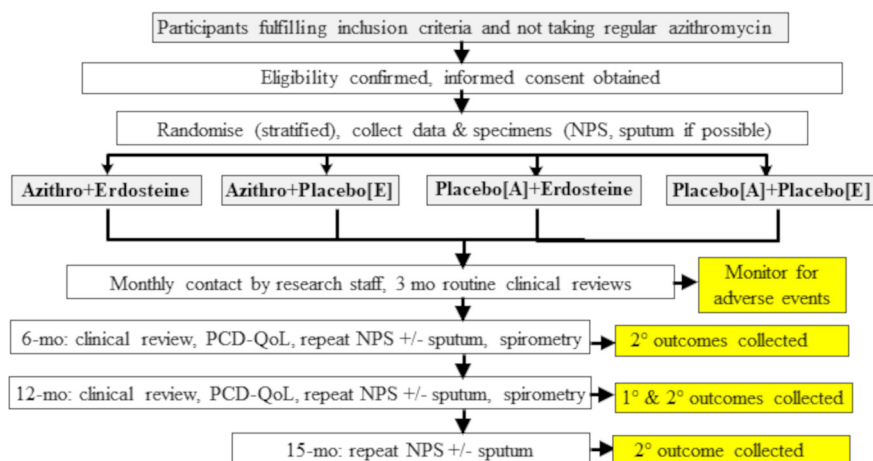 Participants fulfilling inclusion criteria and not taking regular azithromycin
Eligibility confirmed, informed consent obtained
Randomise (stratified), collect data & specimens (NPS, sputum if possible)
Azithro+Erdosteine
Azithro+Placebo[E]
Placebo[A]+Erdosteine
Placebo[A]+Placebo[E]
Monthly contact by research staff, 3 mo routine clinical reviews
Monitor for
adverse events
6-mo: clinical review, PCD-QoL, repeat NPS +/- sputum, spirometry
2° outcomes collected
12-mo: clinical review, PCD-QoL, repeat NPS +/- sputum, spirometry
1° & 2° outcomes collected
15-mo: repeat NPS +/- sputum
2° outcome collected